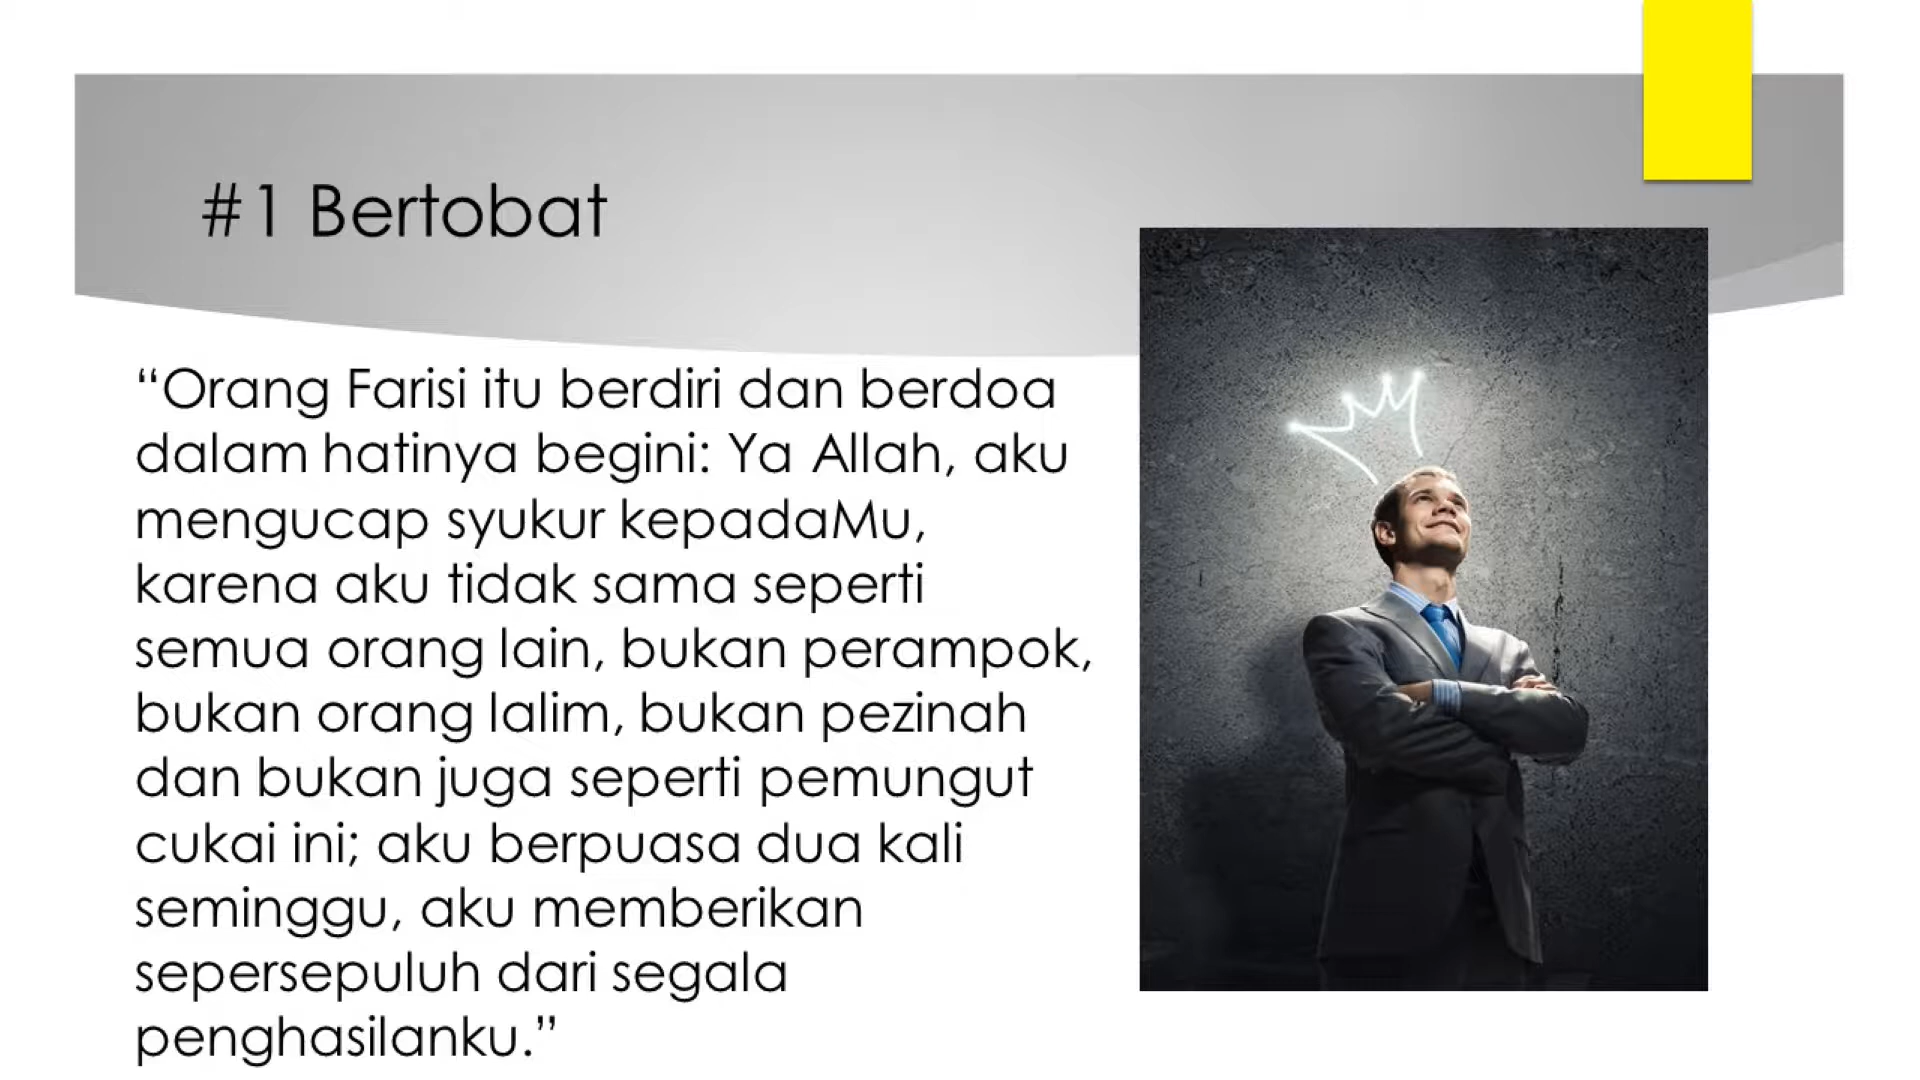 #1 Bertobat
“Orang Farisi itu berdiri dan berdoa
dalam hatinya begini: Ya Allah, aku
mengucap syukur kepadaMu,
karena aku tidak sama seperti
semua orang lain, bukan perampok,
bukan orang lalim, bukan pezinah
dan bukan juga seperti pemungut
cukai ini; aku berpuasa dua kali
seminggu, aku memberikan
sepersepuluh dari segala
penghasilanku.”